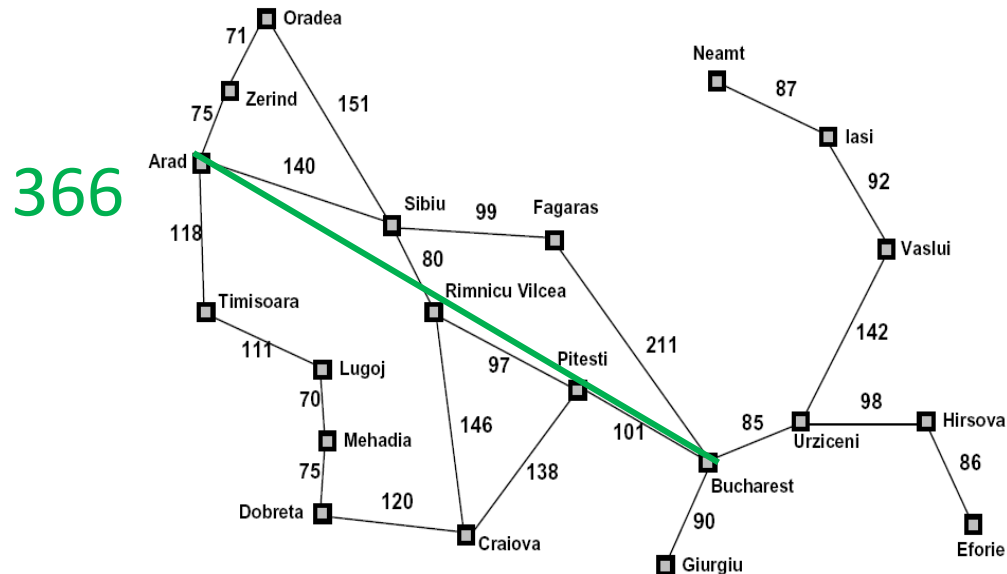 Oradea
71
Neamt
87
Zerind
151
75
Iasi
Arad
140
92
366
Sibiu
99
Fagaras
118
Vaslui
80
Timisoara
Rimnicu Vilcea
142
211
111
Lugoj
97
Pitesti
70
98
Hirsova
146
101
85
Mehadia
Urziceni
75
138
86
Bucharest
Dobreta
120
90
Craiova
Eforie
Giurgiu